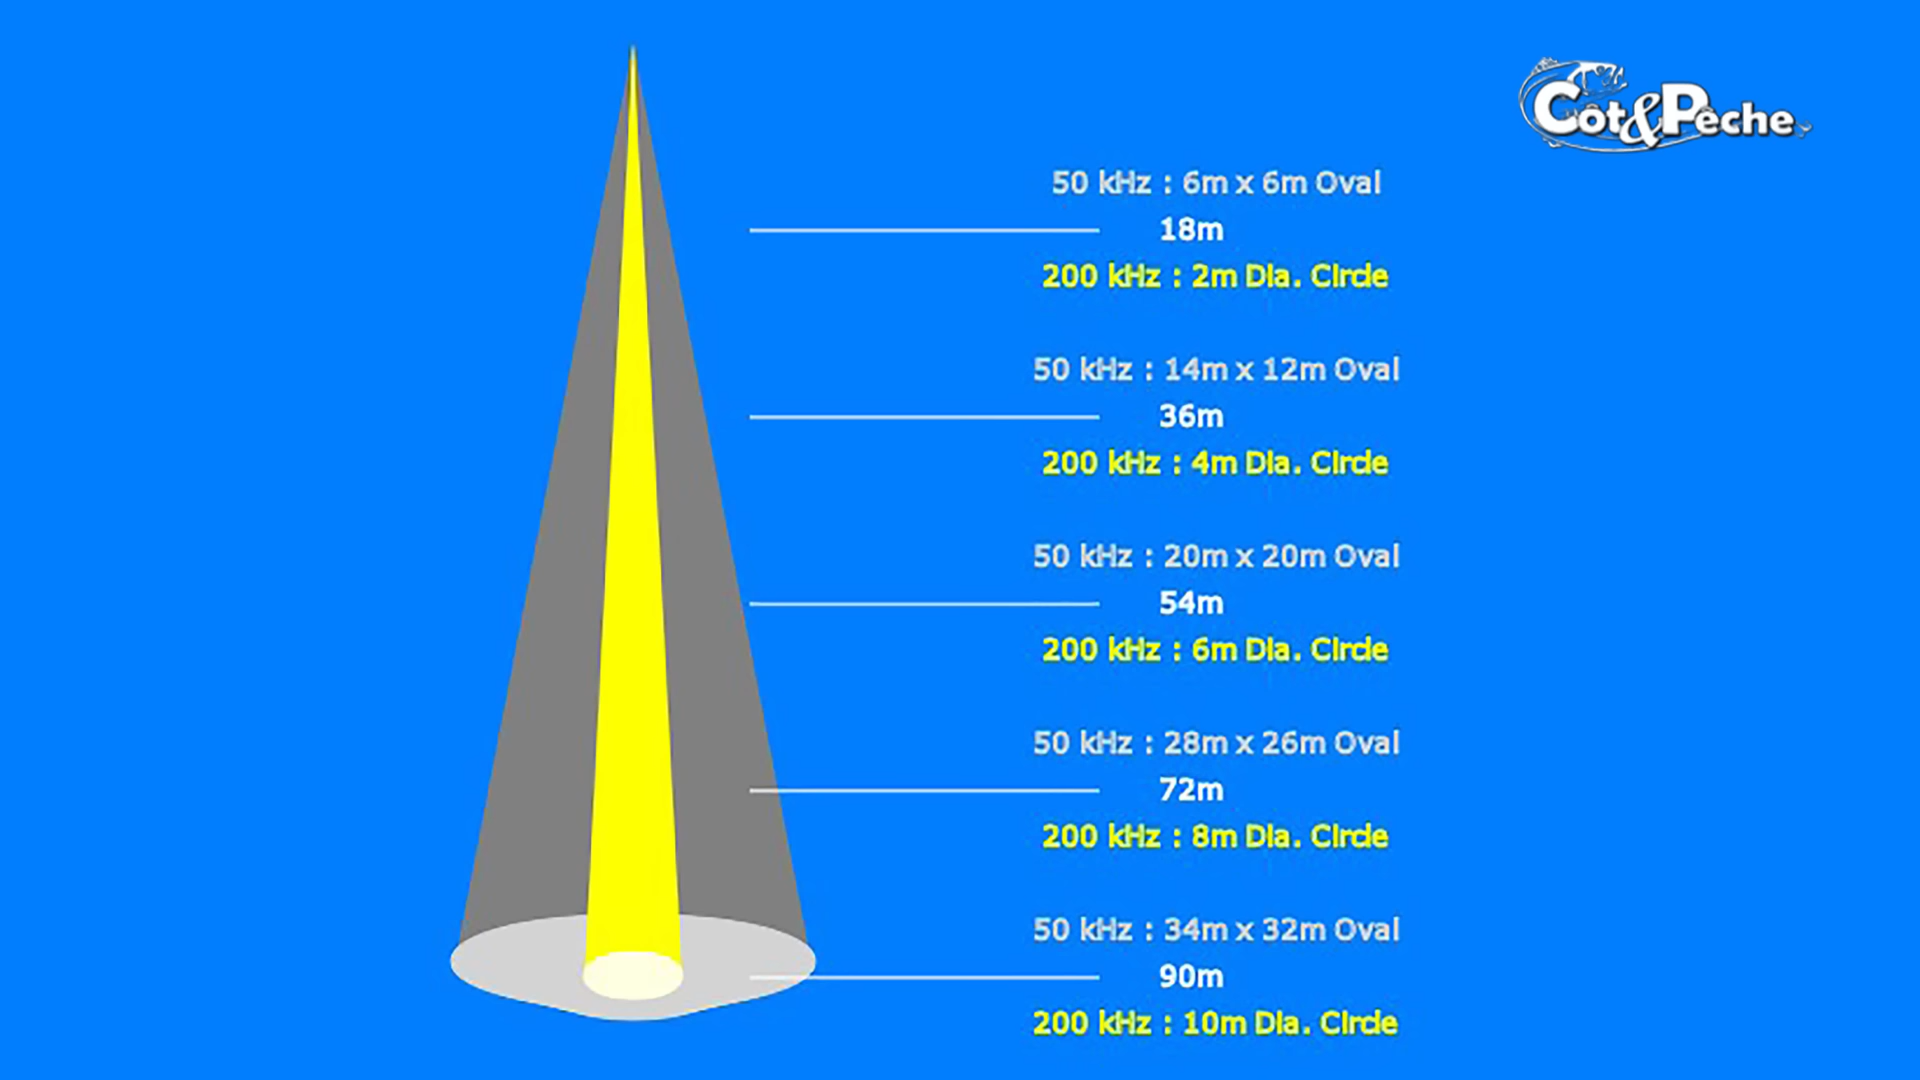 Côt&Pêche
50 kHz : 6m x 6m Oval
18m
200 kHz : 2m Dia. Circle
50 kHz : 14m x 12m Oval
36m
200 kHz : 4m Dia. Circle
50 kHz : 20m x 20m Oval
54m
200 kHz : 6m Dia. Circle
50 kHz : 28m x 26m Oval
72m
200 kHz : 8m Dia. Circle
50 kHz : 34m x 32m Oval
90m
200 kHz : 10m Dia. Circle